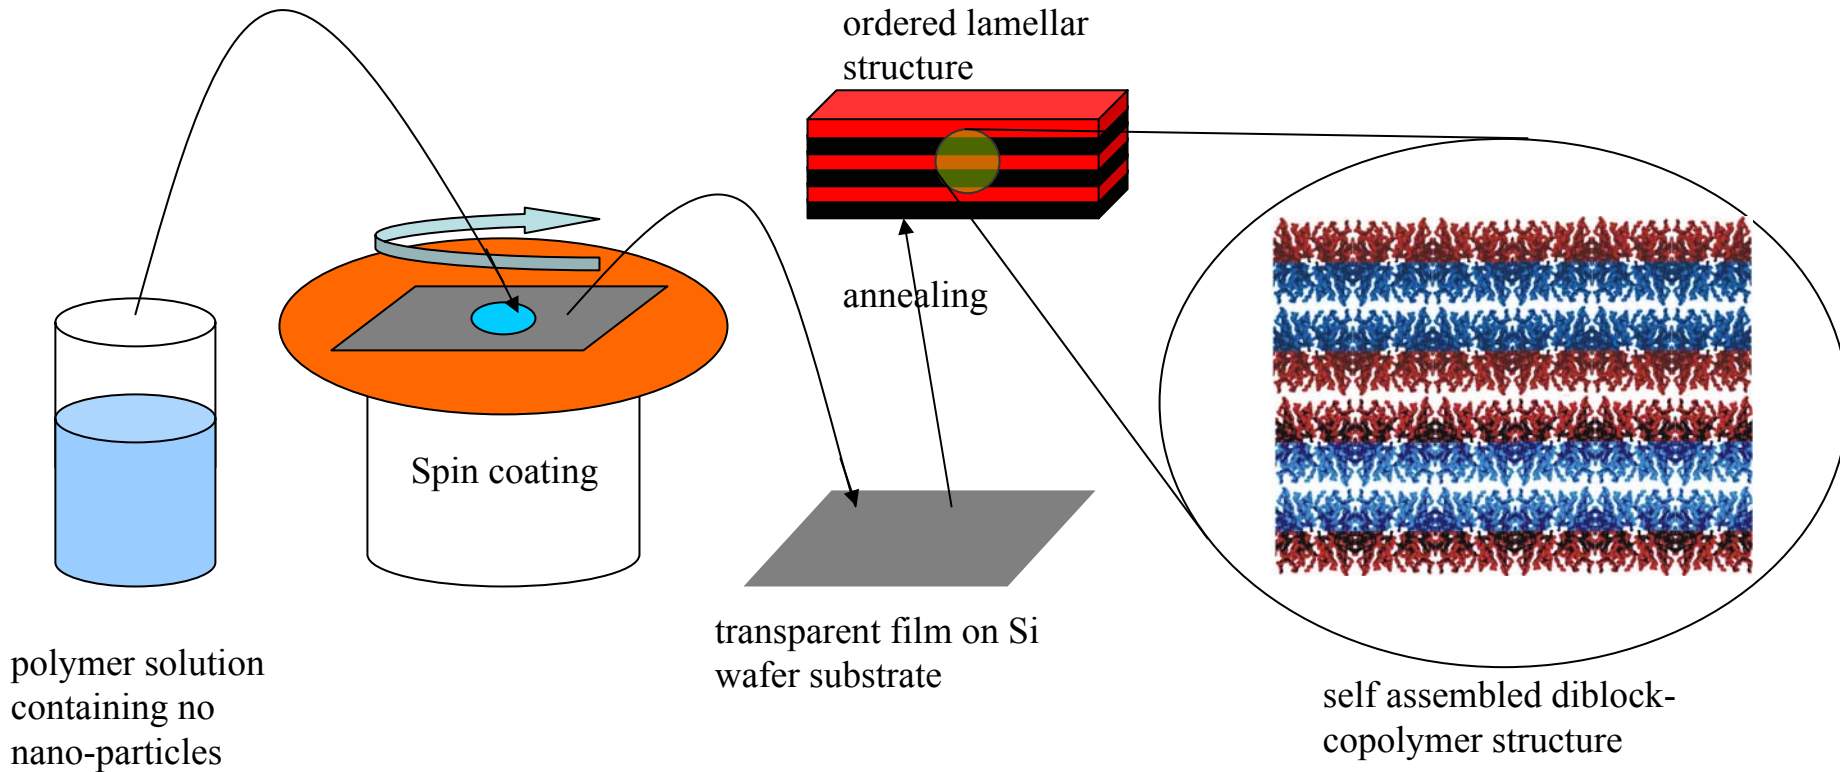 ordered lamellar
structure
annealing
Spin coating
transparent film on Si
wafer substrate
polymer solution
containing no
nano-particles
self assembled diblock-
copolymer structure